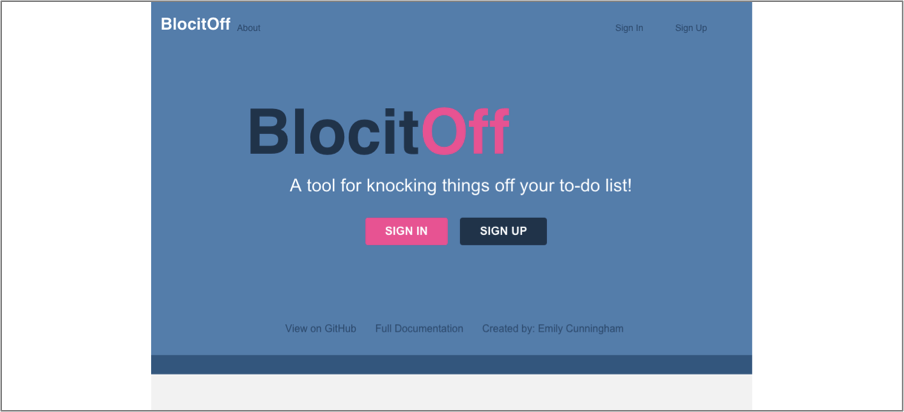 BlocitOff About Sign In Sign Up
BlocitOff
A tool for knocking things off your to-do list!
SIGN IN SIGN UP
View on GitHub Full Documentation Created by: Emily Cunningham